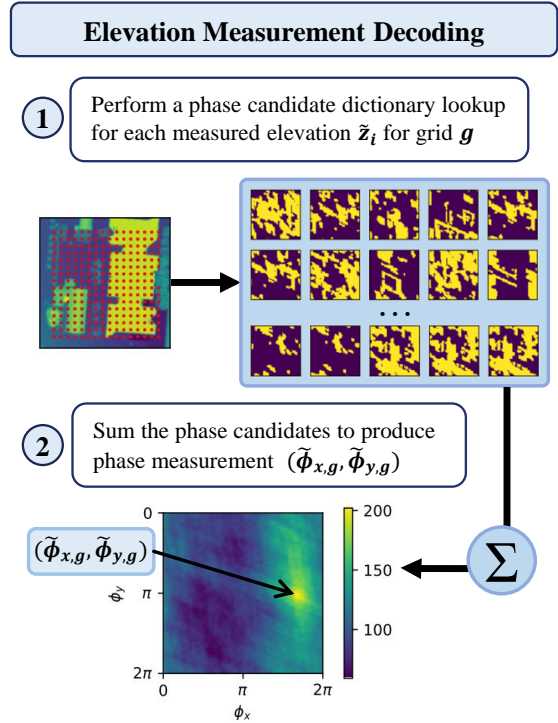 Elevation Measurement Decoding
1
Perform a phase candidate dictionary lookup
for each measured elevation z̃ᵢ for grid g
...
2
Sum the phase candidates to produce
phase measurement (ϕ̃x,g, ϕ̃y,g)
Σ
(ϕ̃x,g, ϕ̃y,g)
0
π
2π
ϕy
0
π
2π
ϕx
200
150
100